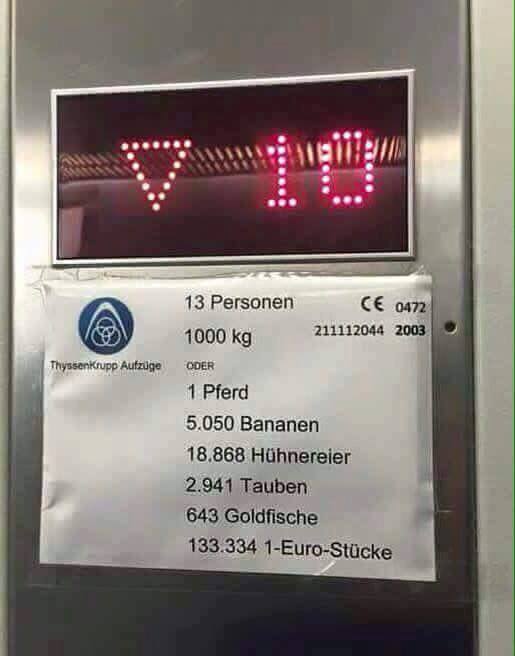 10
13 Personen
CE 0472
1000 kg
211112044 2003
ThyssenKrupp Aufzüge
ODER
1 Pferd
5.050 Bananen
18.868 Hühnereier
2.941 Tauben
643 Goldfische
133.334 1-Euro-Stücke